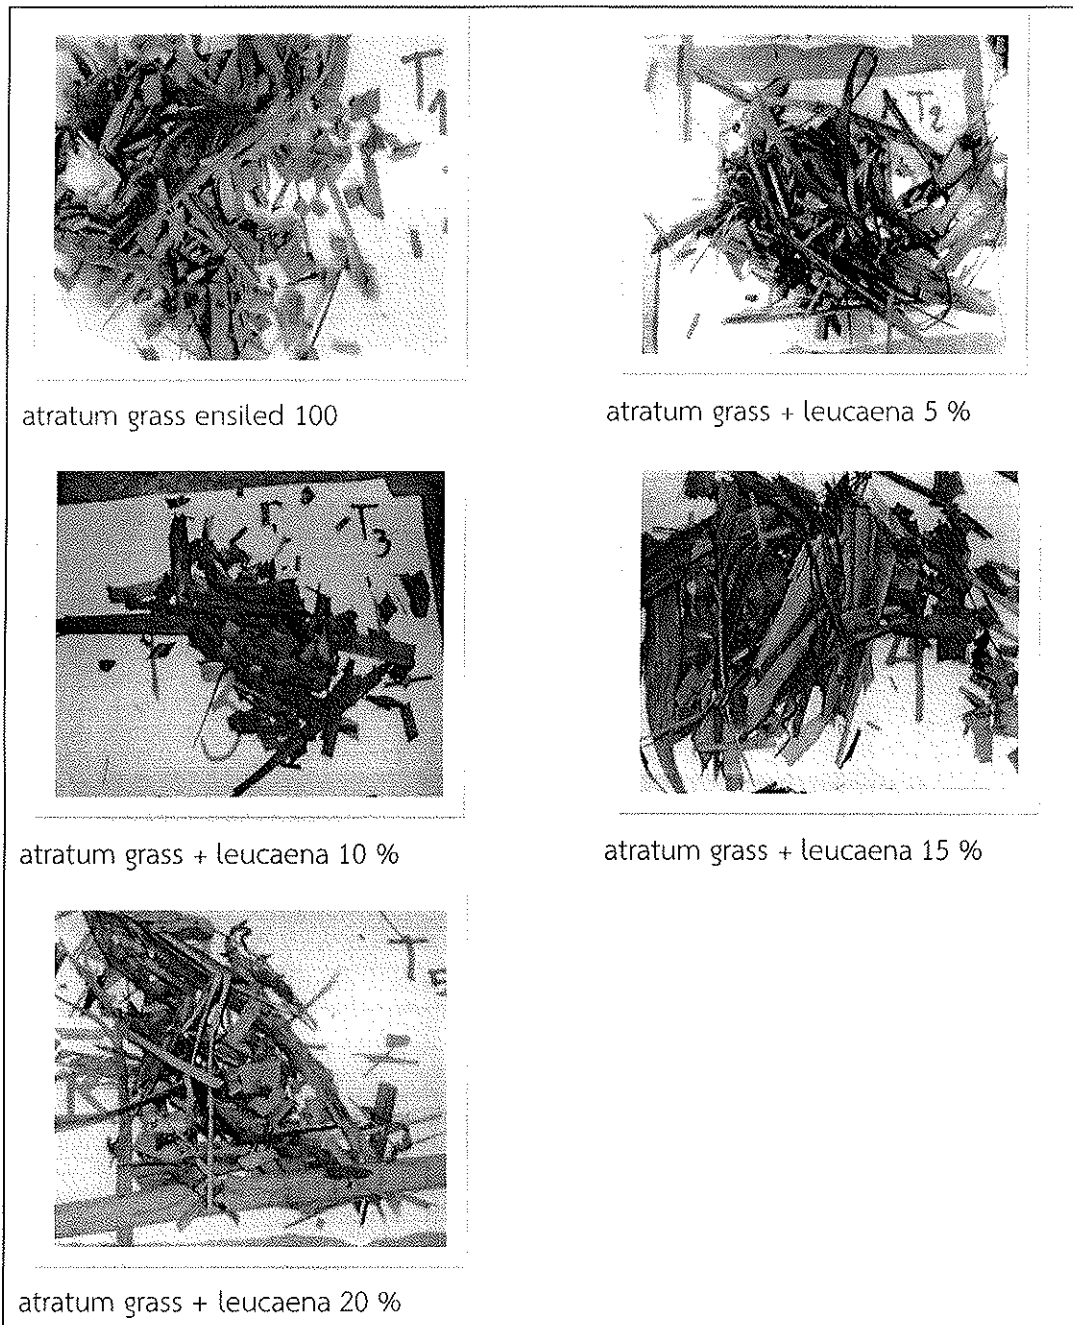 T1
T2
atratum grass ensiled 100
atratum grass + leucaena 5 %
T3
atratum grass + leucaena 10 %
atratum grass + leucaena 15 %
atratum grass + leucaena 20 %